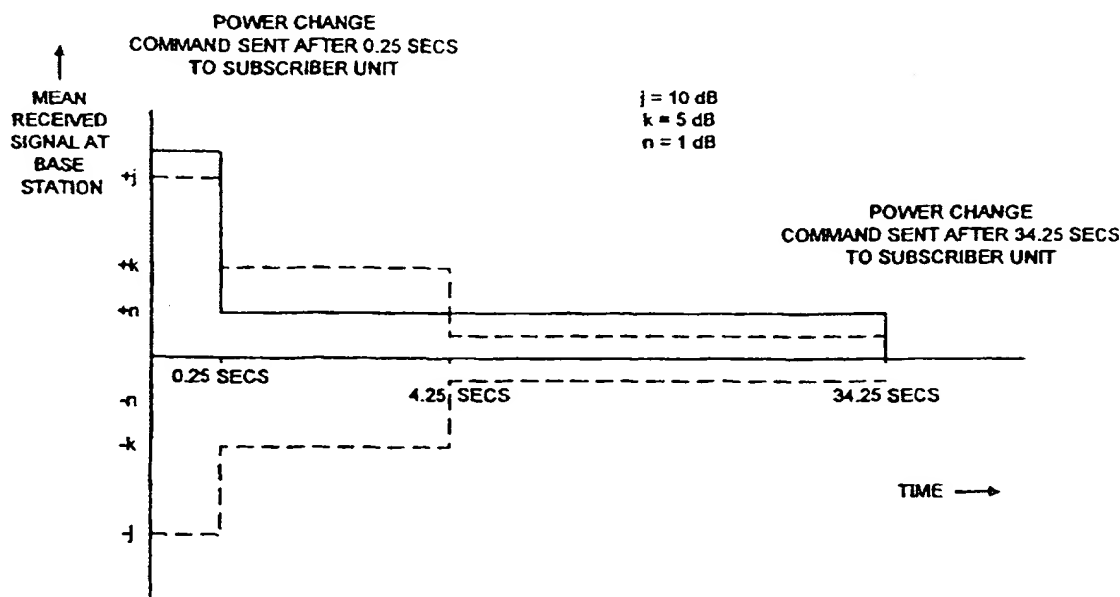 POWER CHANGE
COMMAND SENT AFTER 0.25 SECS
TO SUBSCRIBER UNIT
MEAN
RECEIVED
SIGNAL AT
BASE
STATION
j = 10 dB
k = 5 dB
n = 1 dB
+j
POWER CHANGE
COMMAND SENT AFTER 34.25 SECS
TO SUBSCRIBER UNIT
+k
+n
0.25 SECS
4.25 SECS
34.25 SECS
-n
-k
TIME
-j